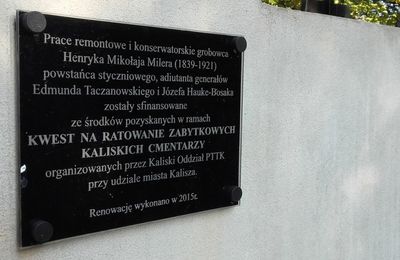 Prace remontowe i konserwatorskie grobowca
Henryka Mikołaja Milera (1839-1921)
powstańca styczniowego, adiutanta generałów
Edmunda Taczanowskiego i Józefa Hauke-Bosaka
zostały sfinansowane
ze środków pozyskanych w ramach
KWEST NA RATOWANIE ZABYTKOWYCH
KALISKICH CMENTARZY
organizowanych przez Kaliski Oddział PTTK
przy udziale miasta Kalisza.
Renowację wykonano w 2015r.